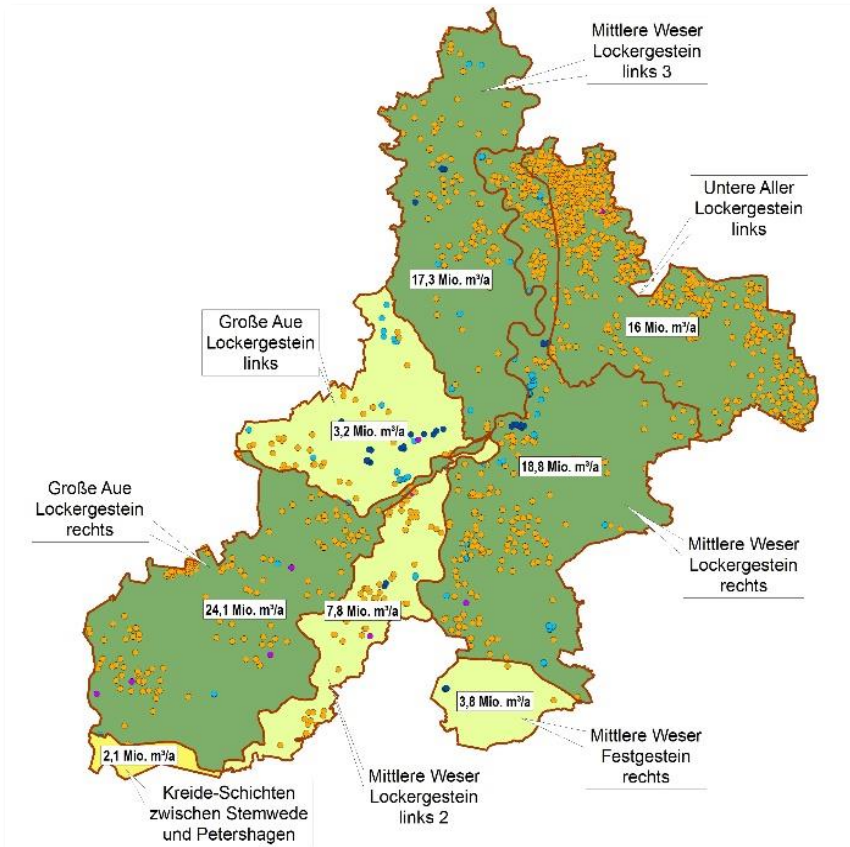 Mittlere Weser
Lockergestein
links 3
Untere Aller
Lockergestein
links
17,3 Mio. m³/a
16 Mio. m³/a
Große Aue
Lockergestein
links
3,2 Mio. m³/a
18,8 Mio. m³/a
Große Aue
Lockergestein
rechts
Mittlere Weser
Lockergestein
rechts
24,1 Mio. m³/a
7,8 Mio. m³/a
3,8 Mio. m³/a
2,1 Mio. m³/a
Mittlere Weser
Festgestein
rechts
Mittlere Weser
Lockergestein
links 2
Kreide-Schichten
zwischen Stemwede
und Petershagen